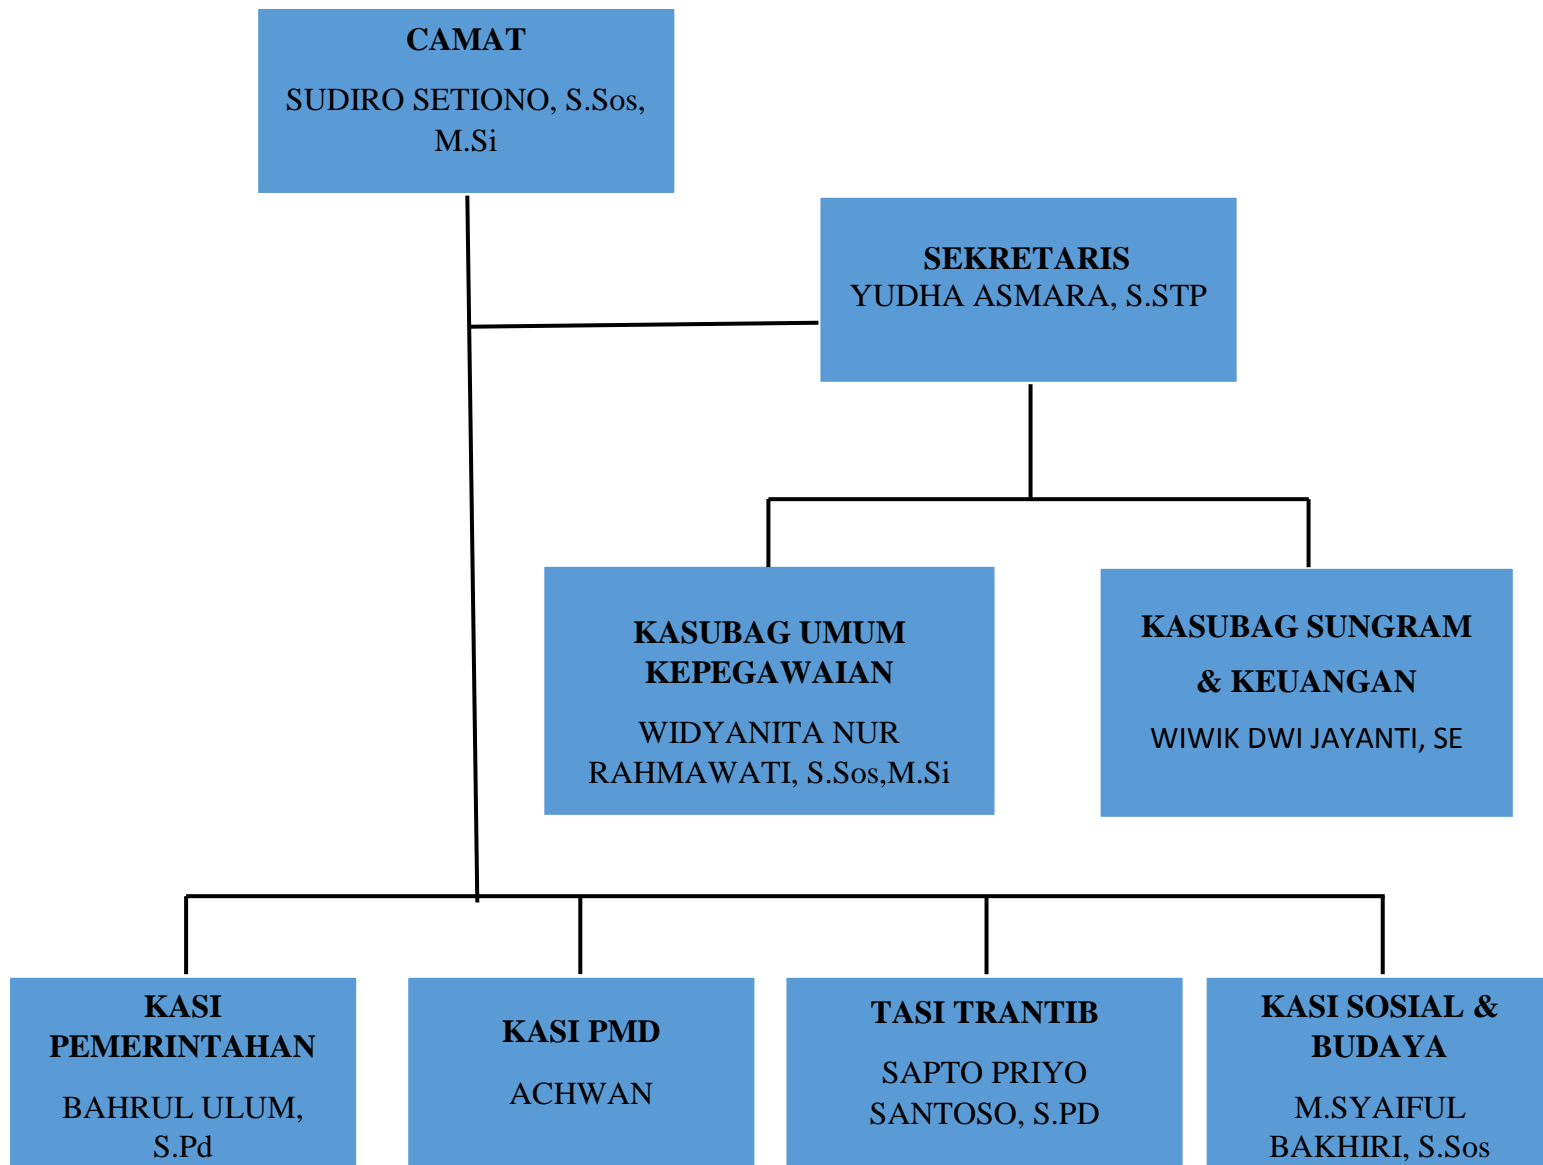 CAMAT
SUDIRO SETIONO, S.Sos,
M.Si
SEKRETARIS
YUDHA ASMARA, S.STP
KASUBAG UMUM
KEPEGAWAIAN
WIDYANITA NUR
RAHMAWATI, S.Sos,M.Si
KASUBAG SUNGRAM
& KEUANGAN
WIWIK DWI JAYANTI, SE
KASI
PEMERINTAHAN
BAHRUL ULUM,
S.Pd
KASI PMD
ACHWAN
TASI TRANTIB
SAPTO PRIYO
SANTOSO, S.PD
KASI SOSIAL &
BUDAYA
M.SYAIFUL
BAKHIRI, S.Sos